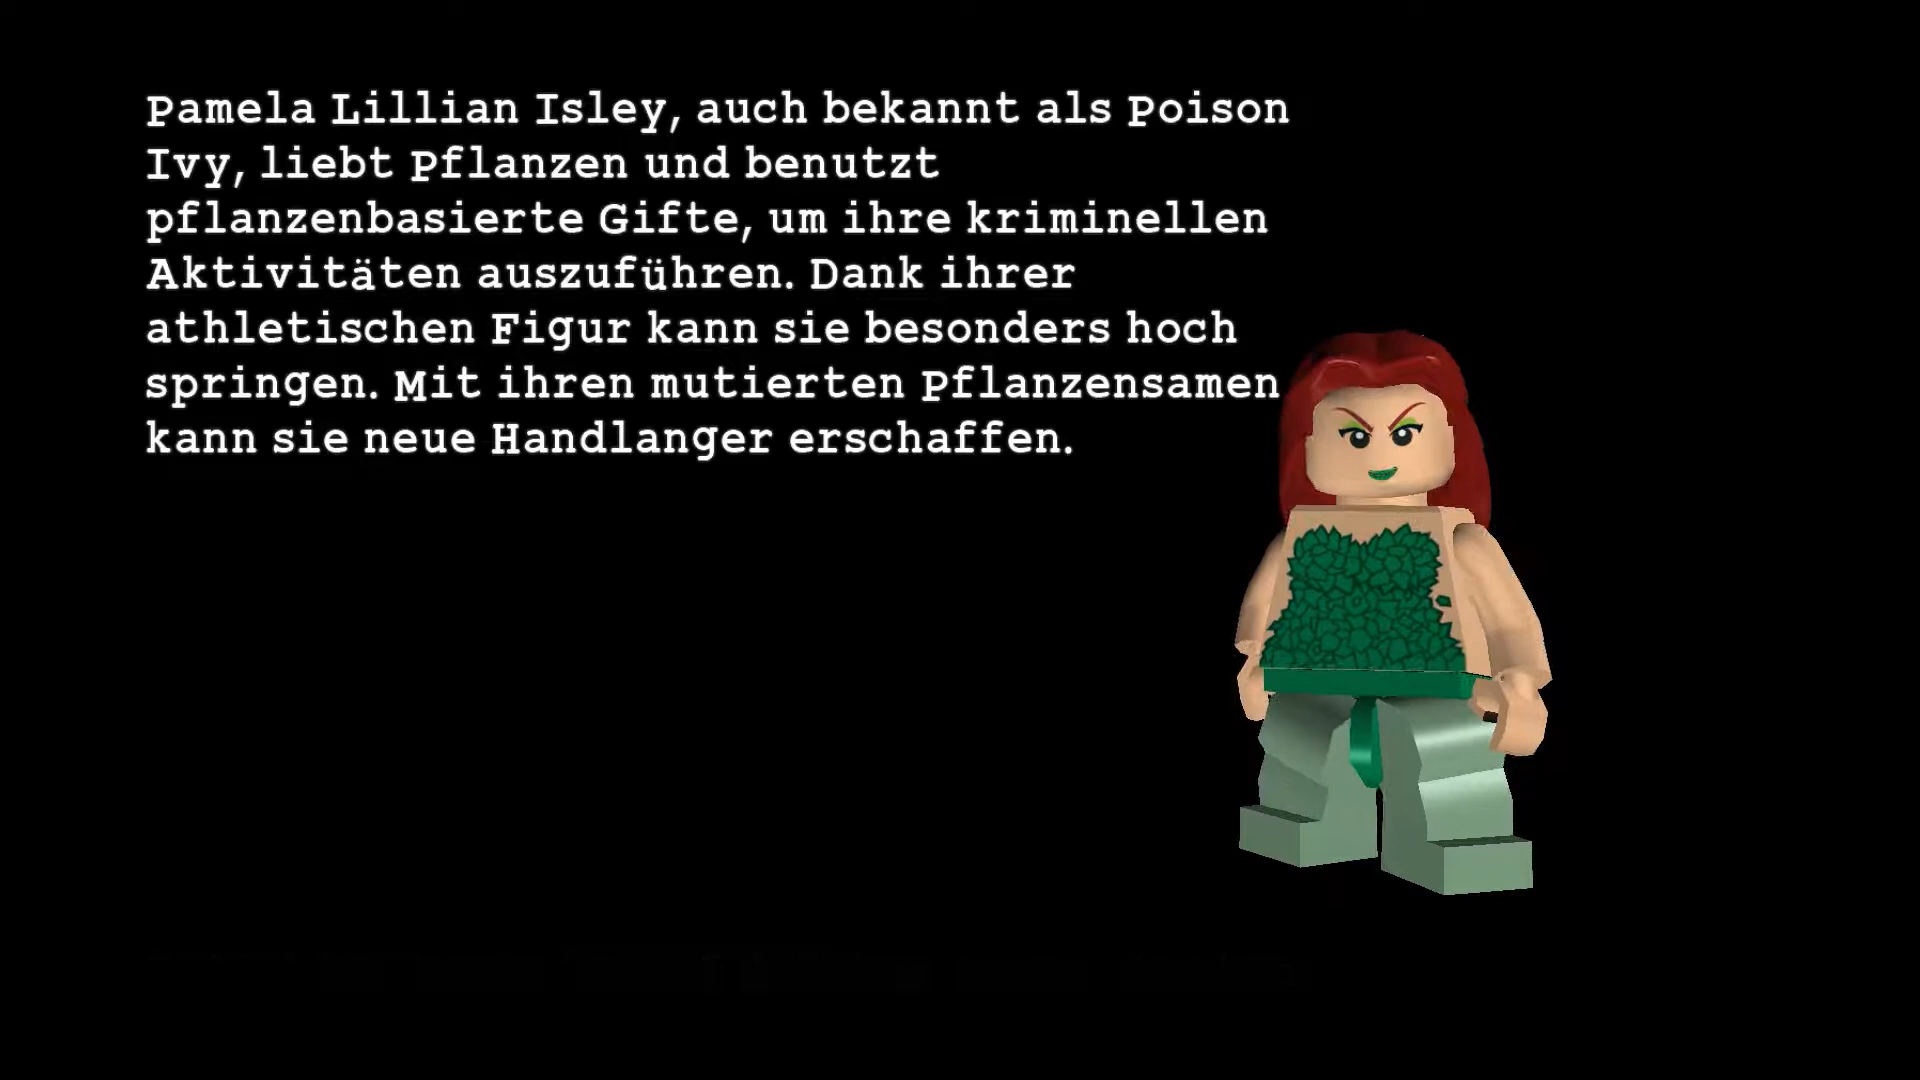 Pamela Lillian Isley, auch bekannt als Poison
Ivy, liebt Pflanzen und benutzt
pflanzenbasierte Gifte, um ihre kriminellen
Aktivitäten auszuführen. Dank ihrer
athletischen Figur kann sie besonders hoch
springen. Mit ihren mutierten Pflanzensamen
kann sie neue Handlanger erschaffen.